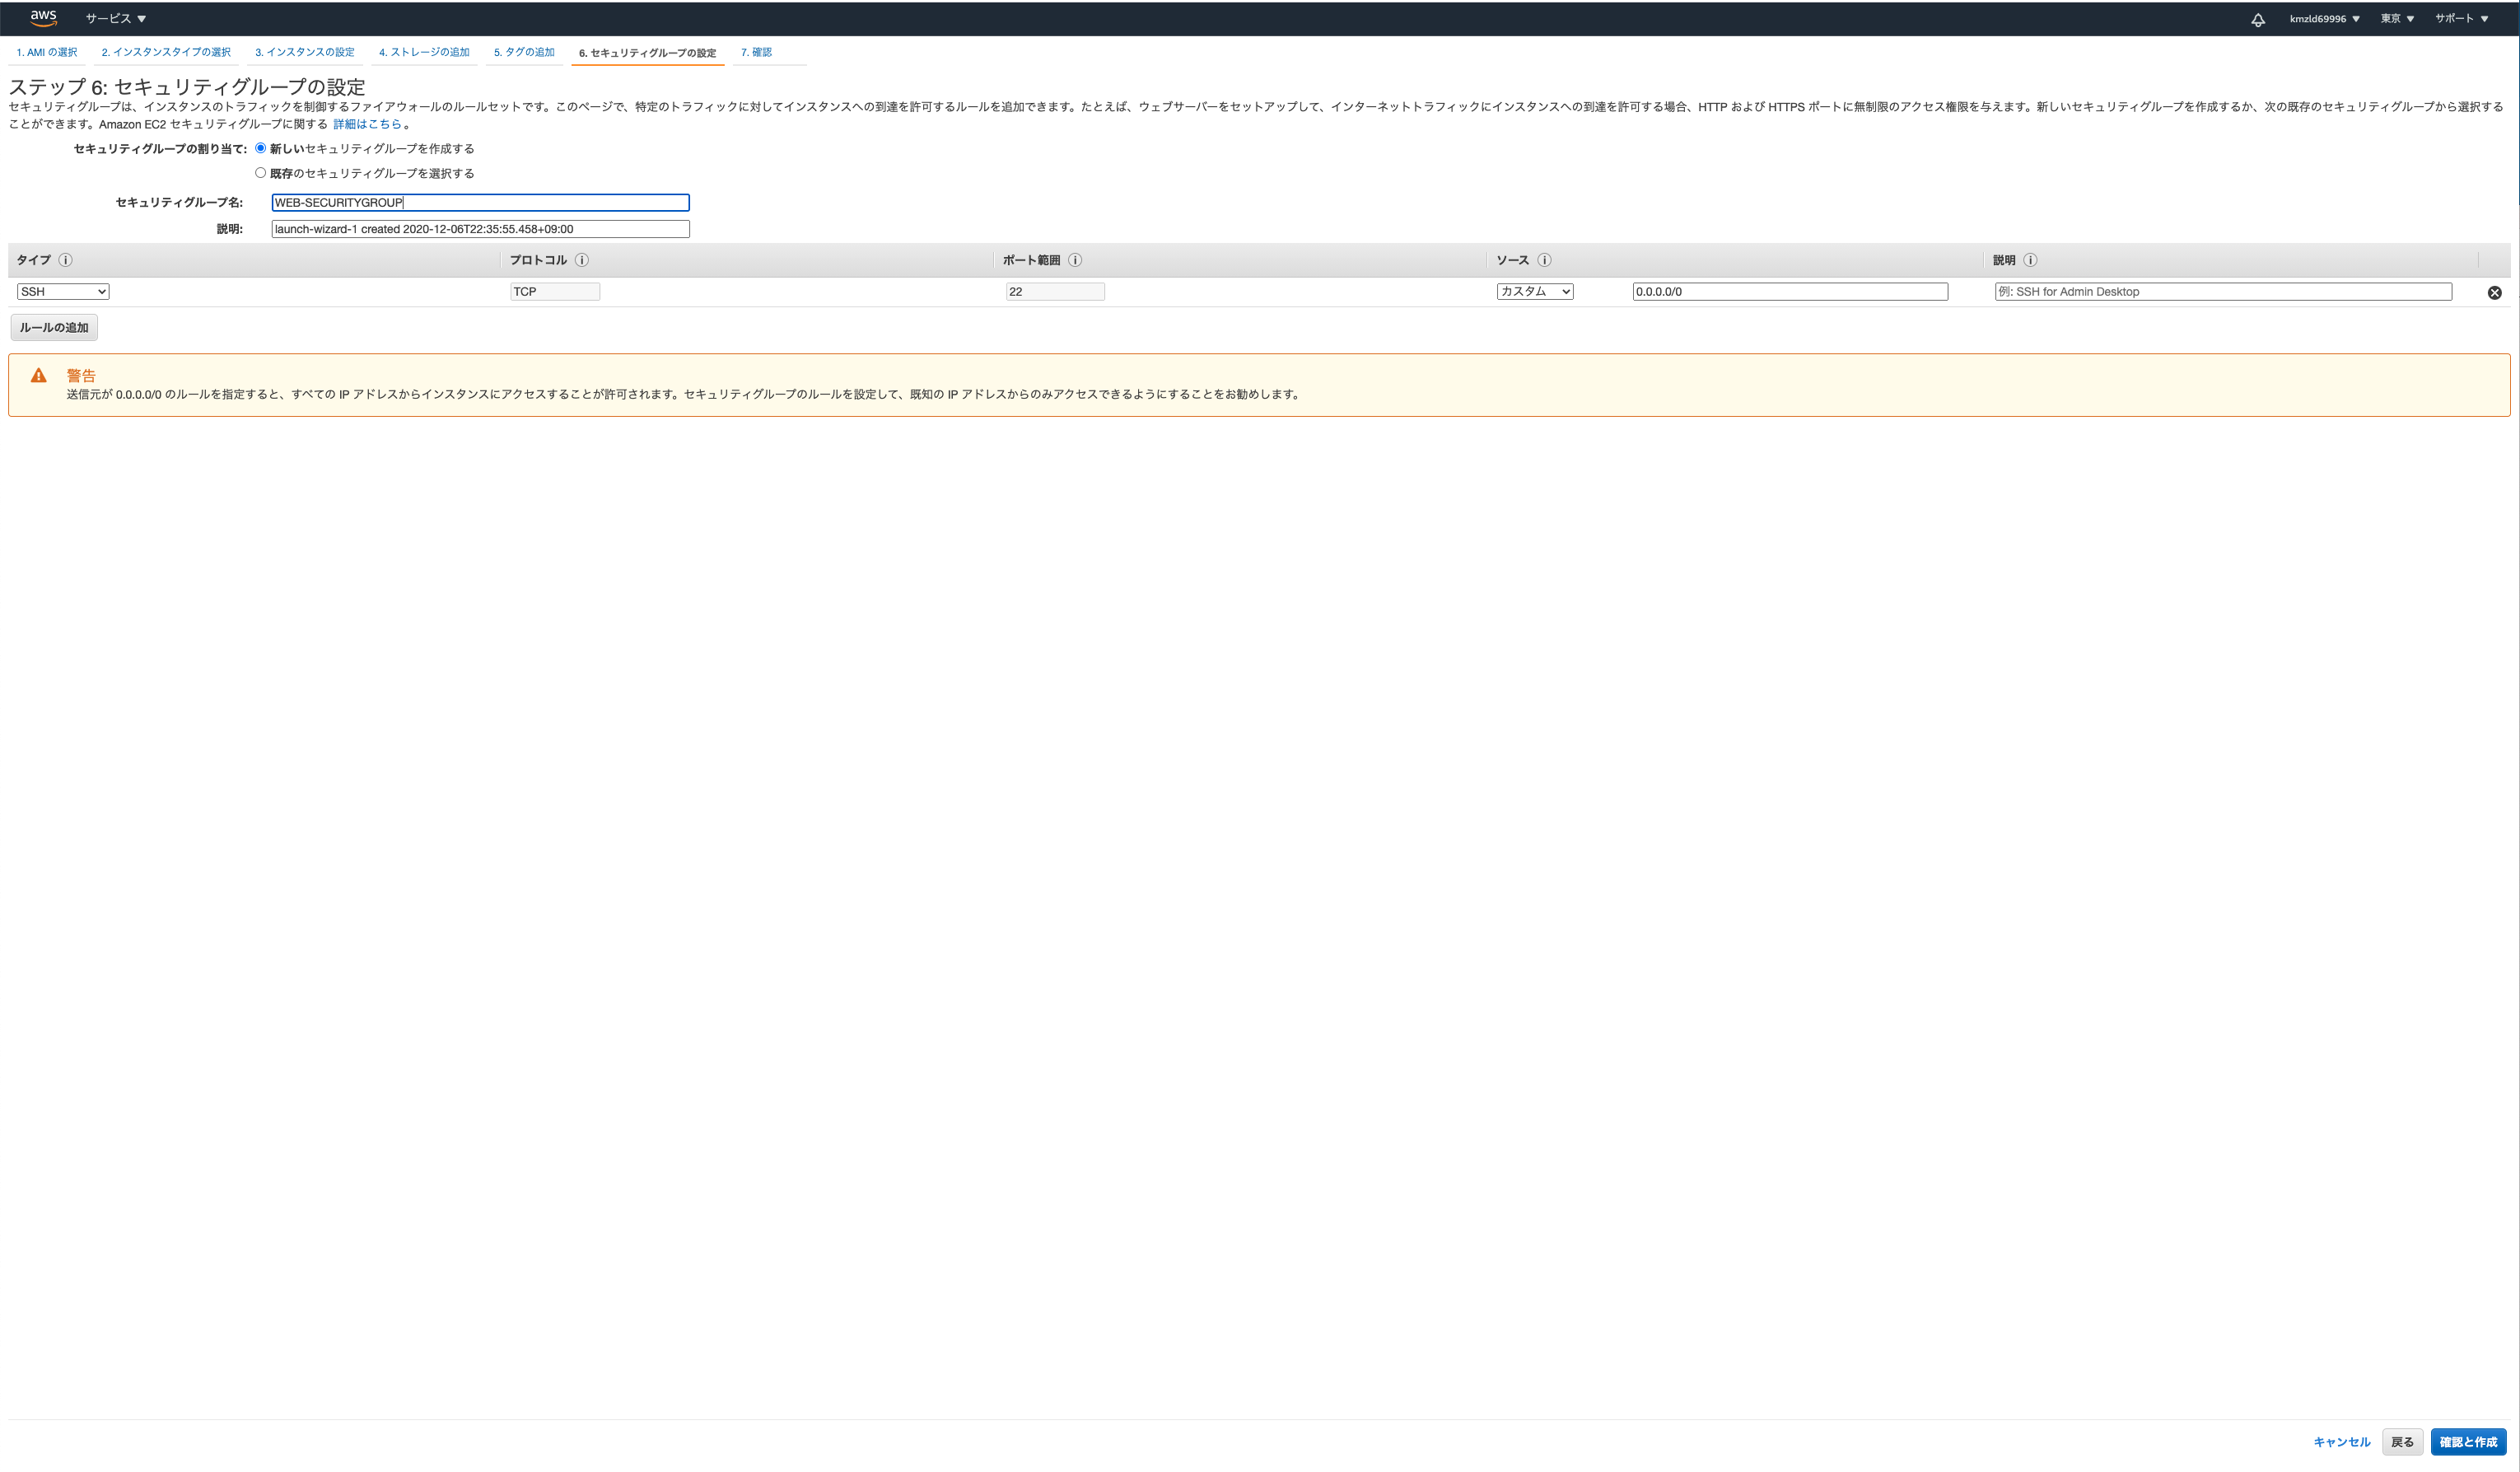 aws サービス kmzld69996 東京 サポート
1. AMI の選択 2. インスタンスタイプの選択 3. インスタンスの設定 4. ストレージの追加 5. タグの追加 6. セキュリティグループの設定 7. 確認
ステップ 6: セキュリティグループの設定
セキュリティグループは、インスタンスのトラフィックを制御するファイアウォールのルールセットです。このページで、特定のトラフィックに対してインスタンスへの到達を許可するルールを追加できます。たとえば、ウェブサーバーをセットアップして、インターネットトラフィックにインスタンスへの到達を許可する場合、HTTP および HTTPS ポートに無制限のアクセス権限を与えます。新しいセキュリティグループを作成するか、次の既存のセキュリティグループから選択する
ことができます。Amazon EC2 セキュリティグループに関する 詳細はこちら 。
セキュリティグループの割り当て: 新しいセキュリティグループを作成する
既存のセキュリティグループを選択する
セキュリティグループ名: WEB-SECURITYGROUP
説明: launch-wizard-1 created 2020-12-06T22:35:55.458+09:00
タイプ プロトコル ポート範囲 ソース 説明
SSH TCP 22 カスタム 0.0.0.0/0 例: SSH for Admin Desktop
ルールの追加
警告
送信元が 0.0.0.0/0 のルールを指定すると、すべての IP アドレスからインスタンスにアクセスすることが許可されます。セキュリティグループのルールを設定して、既知の IP アドレスからのみアクセスできるようにすることをお勧めします。
キャンセル 戻る 確認と作成